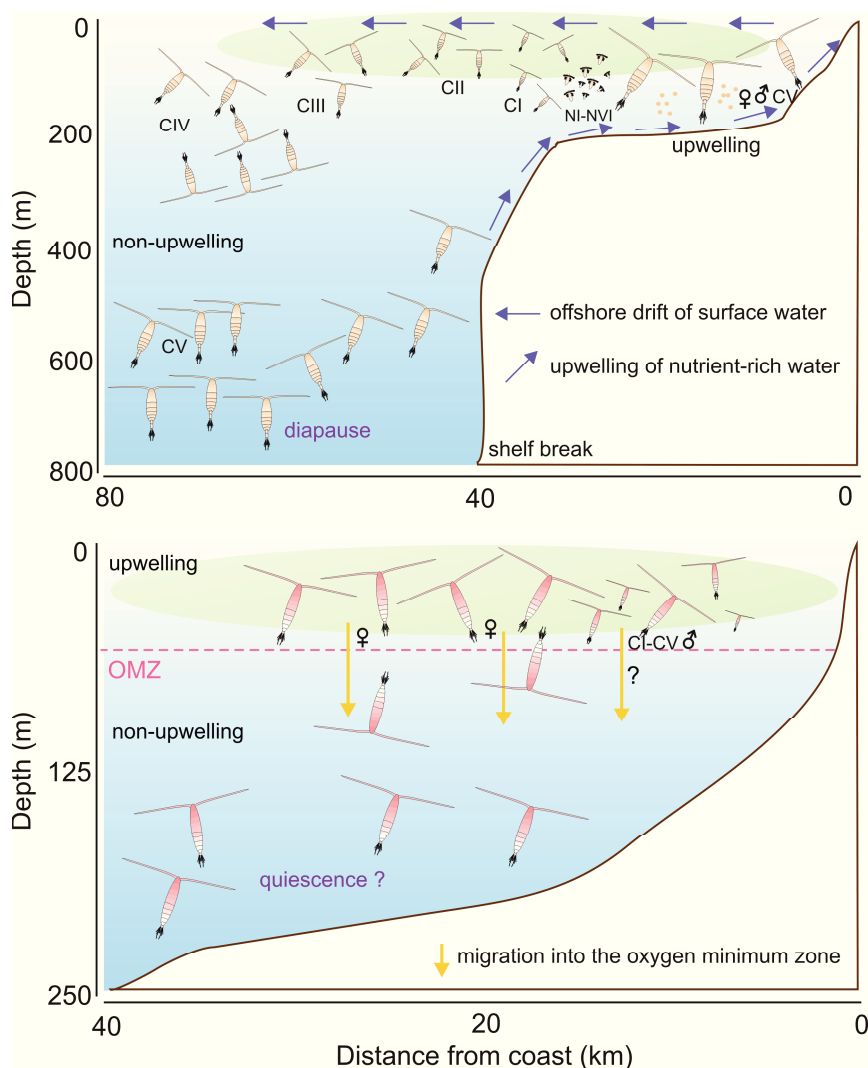 0
200
400
600
800
Depth (m)
CIV
CIII
CII
CI
NI-NVI
♀♂CV
upwelling
non-upwelling
offshore drift of surface water
CV
upwelling of nutrient-rich water
diapause
shelf break
80
40
0
0
125
250
Depth (m)
upwelling
♀
♀
CI-CV♂
OMZ
?
non-upwelling
quiescence ?
migration into the oxygen minimum zone
40
20
0
Distance from coast (km)